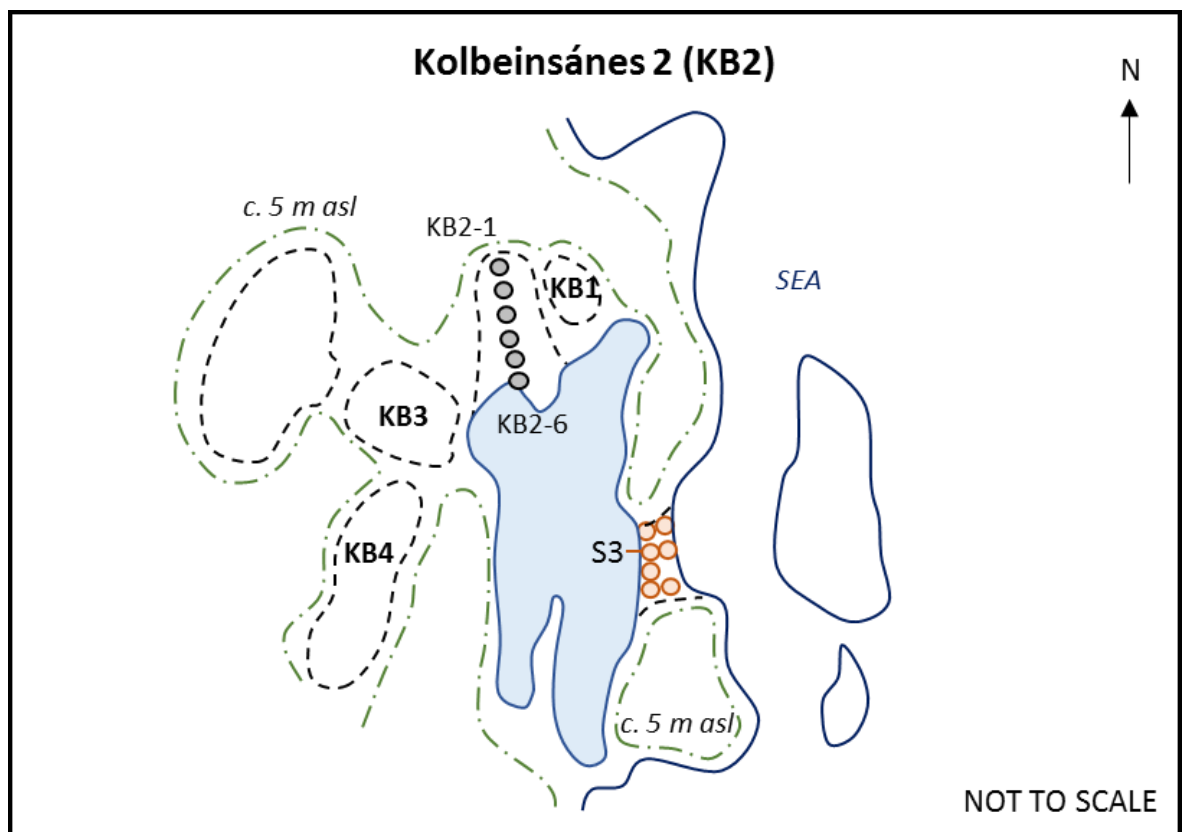 Kolbeinsánes 2 (KB2)
N
c. 5 m asl
KB2-1
KB1
SEA
KB3
KB2-6
KB4
S3
c. 5 m asl
NOT TO SCALE